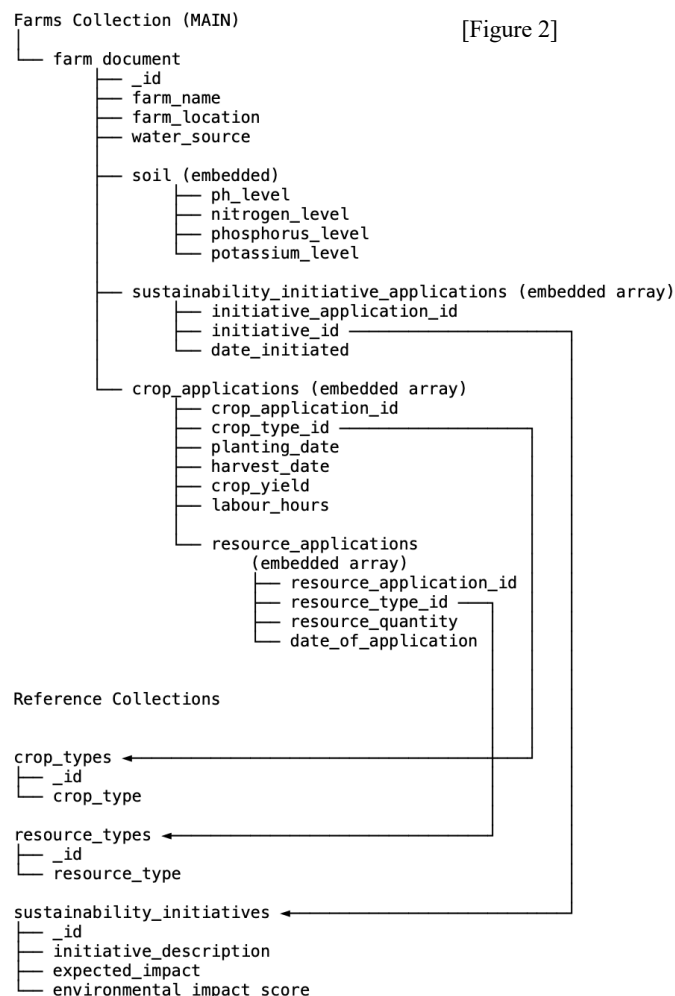 Farms Collection (MAIN)
[Figure 2]
farm document
_id
farm_name
farm_location
water_source
soil (embedded)
ph_level
nitrogen_level
phosphorus_level
potassium_level
sustainability_initiative_applications (embedded array)
initiative_application_id
initiative_id
date_initiated
crop_applications (embedded array)
crop_application_id
crop_type_id
planting_date
harvest_date
crop_yield
labour_hours
resource_applications
(embedded array)
resource_application_id
resource_type_id
resource_quantity
date_of_application
Reference Collections
crop_types
_id
crop_type
resource_types
_id
resource_type
sustainability_initiatives
_id
initiative_description
expected_impact
environmental_impact_score